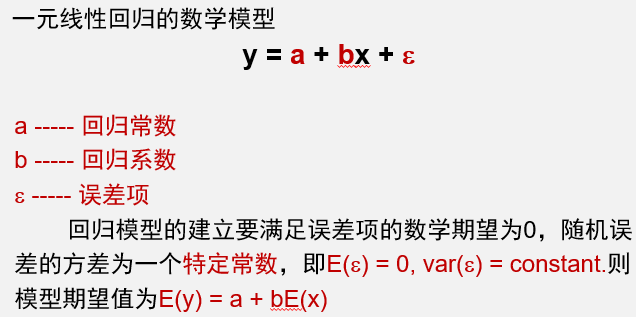 一元线性回归的数学模型
y = a + bx + ε
a ----- 回归常数
b ----- 回归系数
ε ----- 误差项
回归模型的建立要满足误差项的数学期望为0，随机误
差的方差为一个特定常数，即E(ε) = 0, var(ε) = constant.则
模型期望值为E(y) = a + bE(x)